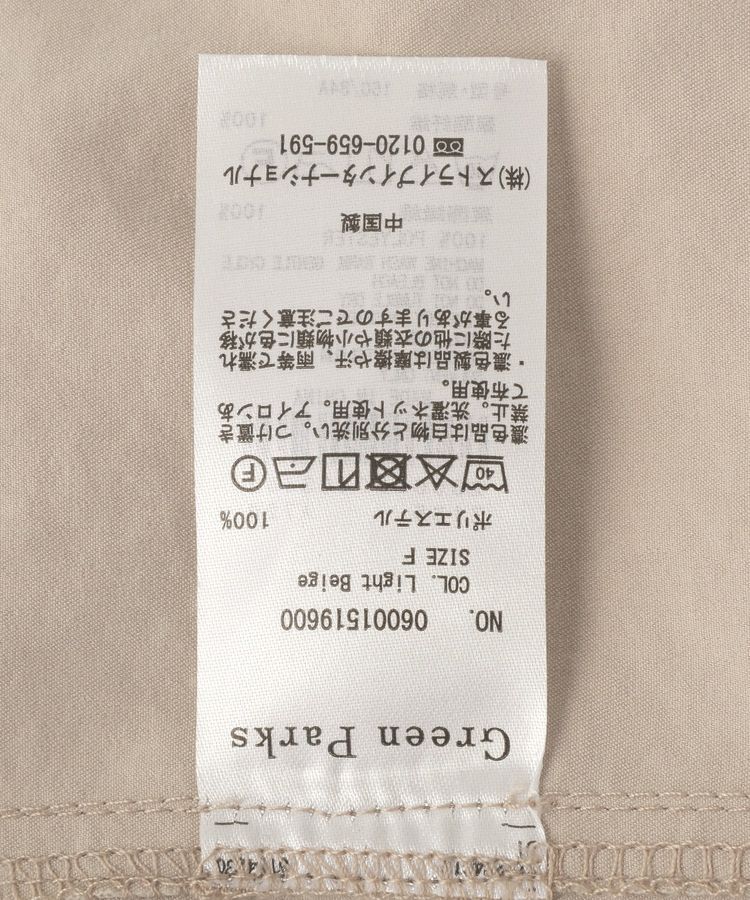 Green Parks
NO. 06001519600
COL. Light Beige
SIZE F
ポリエステル 100%
40 F
濃色品は白物と分別洗い。つけ置き
禁止。洗濯ネット使用。アイロンあ
て布使用。
・濃色製品は摩擦や汗、雨等で濡れ
た際に他の衣類や小物類に色が移
る事がありますのでご注意くださ
い。
中国製
(株)ストライプインターナショナル
0120-659-591